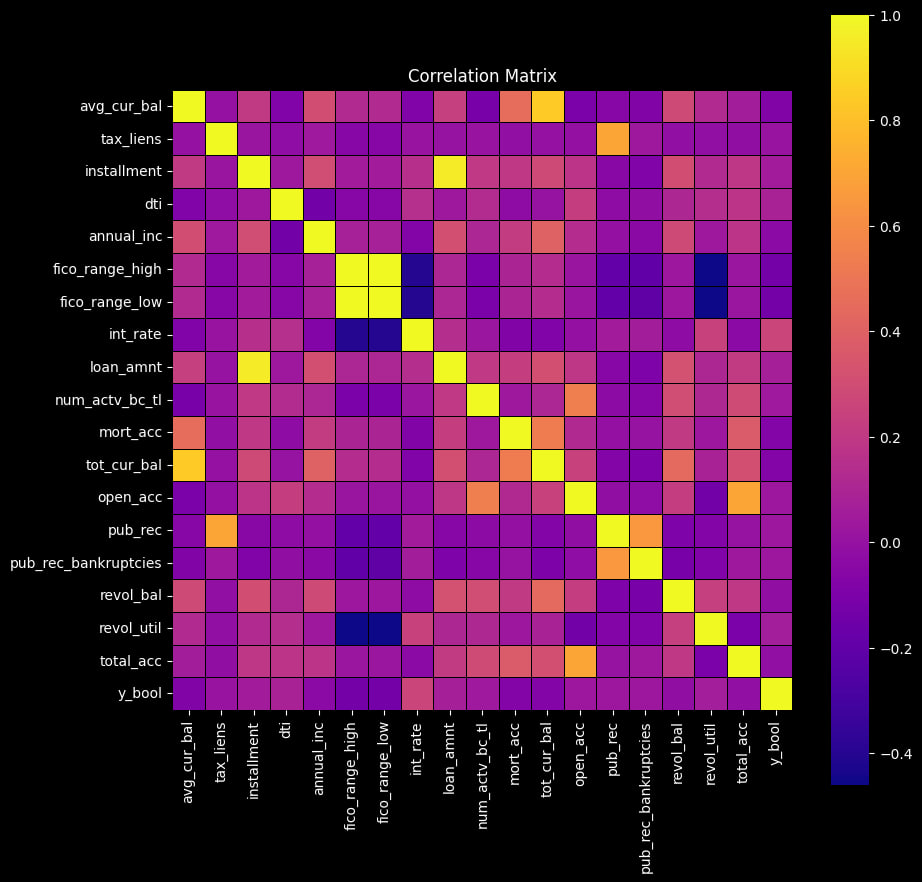 Correlation Matrix
avg_cur_bal
tax_liens
installment
dti
annual_inc
fico_range_high
fico_range_low
int_rate
loan_amnt
num_actv_bc_tl
mort_acc
tot_cur_bal
open_acc
pub_rec
pub_rec_bankruptcies
revol_bal
revol_util
total_acc
y_bool
avg_cur_bal
tax_liens
installment
dti
annual_inc
fico_range_high
fico_range_low
int_rate
loan_amnt
num_actv_bc_tl
mort_acc
tot_cur_bal
open_acc
pub_rec
pub_rec_bankruptcies
revol_bal
revol_util
total_acc
y_bool
1.0
0.8
0.6
0.4
0.2
0.0
−0.2
−0.4